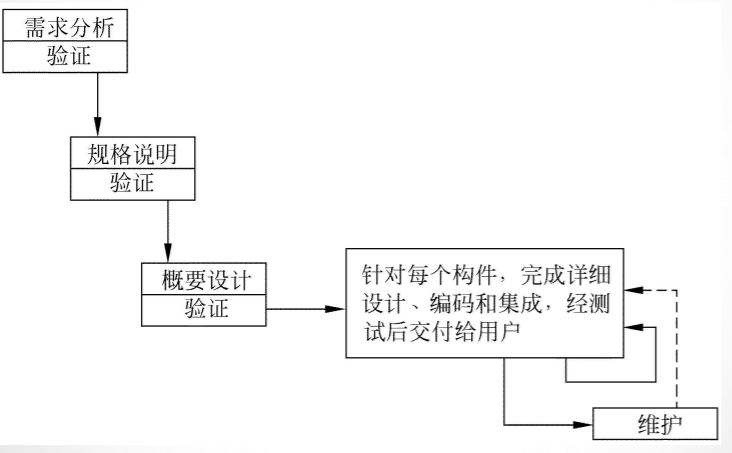 需求分析
验证
规格说明
验证
概要设计
验证
针对每个构件，完成详细
设计、编码和集成，经测
试后交付给用户
维护